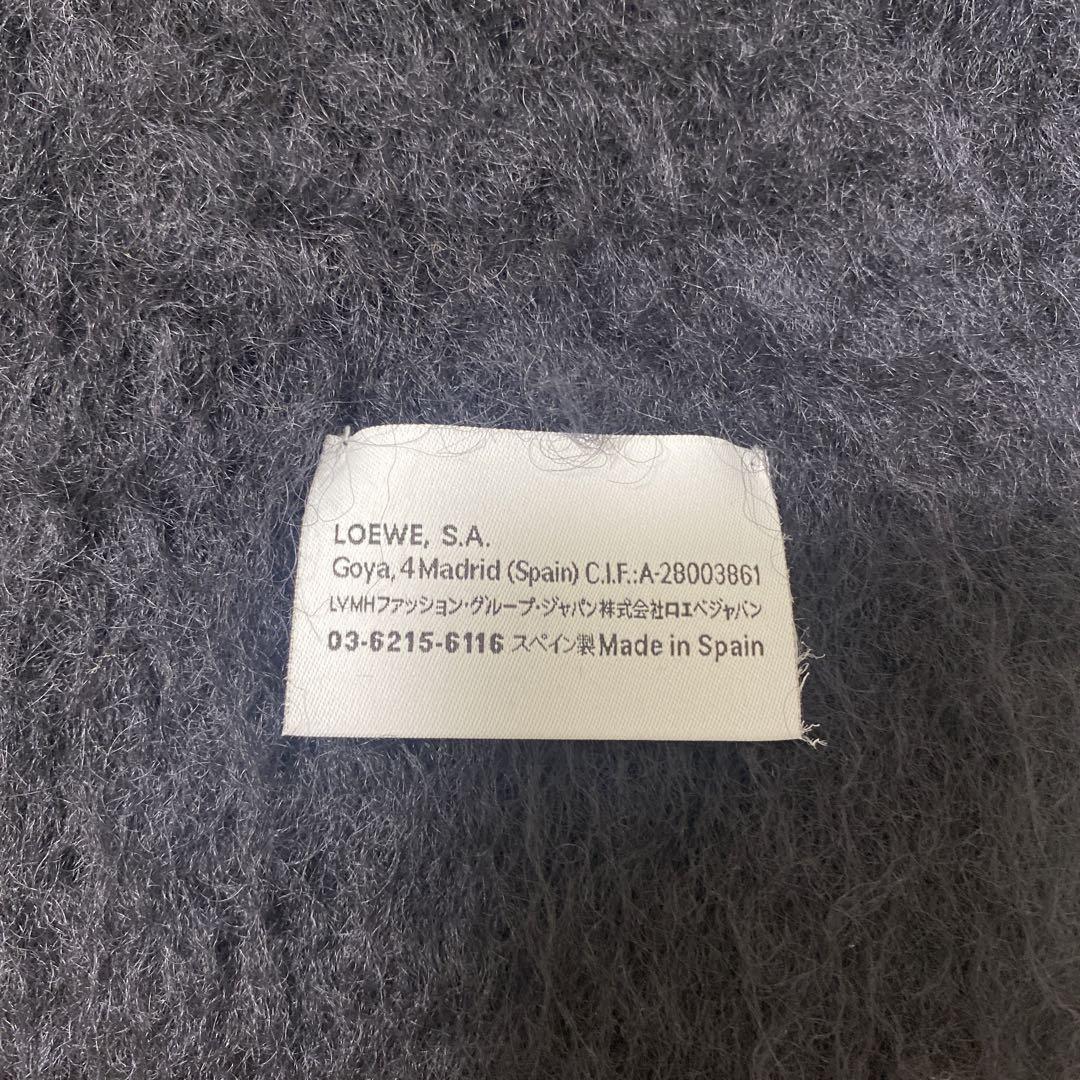 LOEWE, S.A.
Goya, 4 Madrid (Spain) C.I.F.:A-28003861
LVMHファッション・グループ・ジャパン株式会社ロエベジャパン
03-6215-6116 スペイン製 Made in Spain